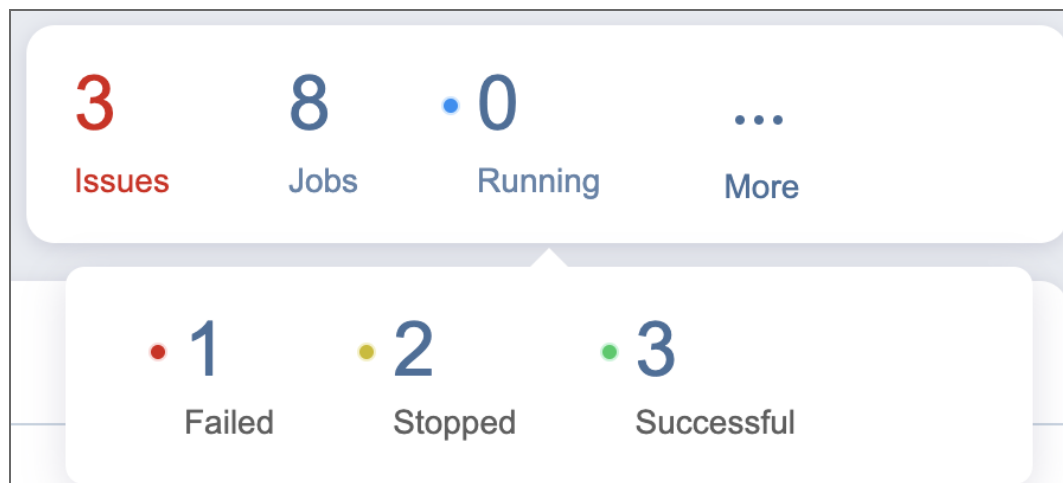 3 8 0 ...
Issues Jobs Running More
1 2 3
Failed Stopped Successful